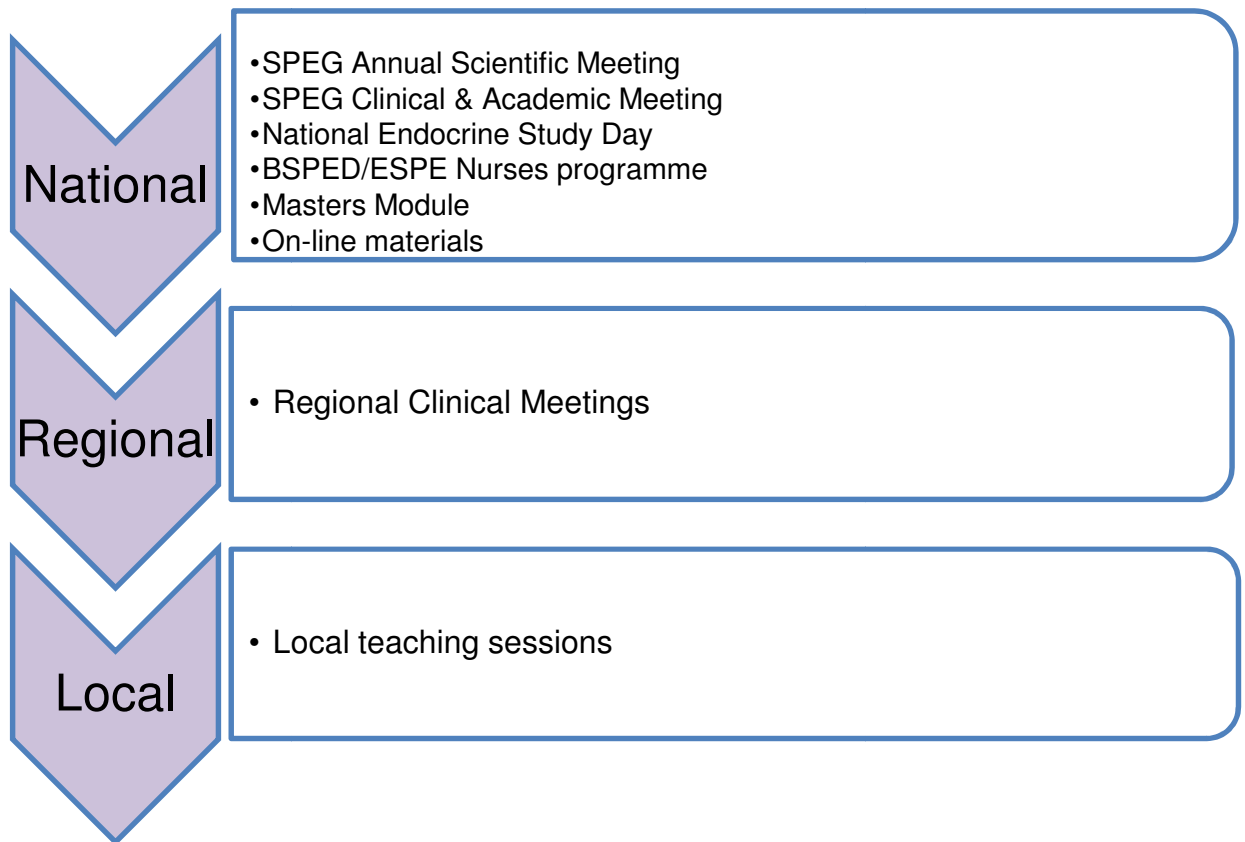 National
•SPEG Annual Scientific Meeting
•SPEG Clinical & Academic Meeting
•National Endocrine Study Day
•BSPED/ESPE Nurses programme
•Masters Module
•On-line materials
Regional
• Regional Clinical Meetings
Local
• Local teaching sessions